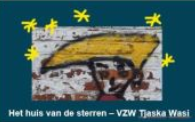 Het huis van de sterren – VZW Tjaska Wasi